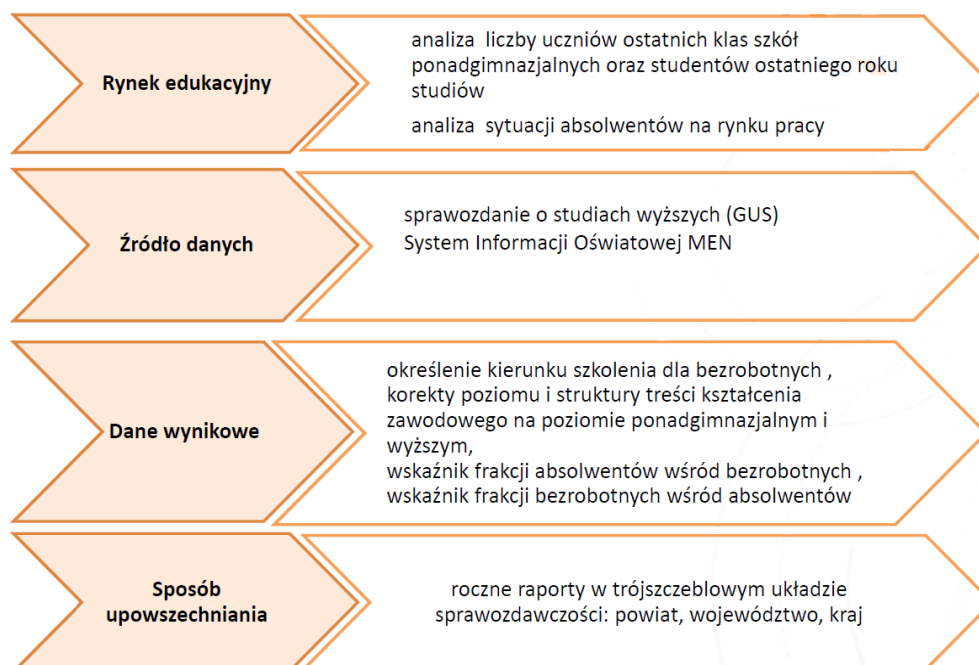 Rynek edukacyjny
analiza liczby uczniów ostatnich klas szkół
ponadgimnazjalnych oraz studentów ostatniego roku
studiów
analiza sytuacji absolwentów na rynku pracy
Źródło danych
sprawozdanie o studiach wyższych (GUS)
System Informacji Oświatowej MEN
Dane wynikowe
określenie kierunku szkolenia dla bezrobotnych ,
korekty poziomu i struktury treści kształcenia
zawodowego na poziomie ponadgimnazjalnym i
wyższym,
wskaźnik frakcji absolwentów wśród bezrobotnych ,
wskaźnik frakcji bezrobotnych wśród absolwentów
Sposób
upowszechniania
roczne raporty w trójszczeblowym układzie
sprawozdawczości: powiat, województwo, kraj